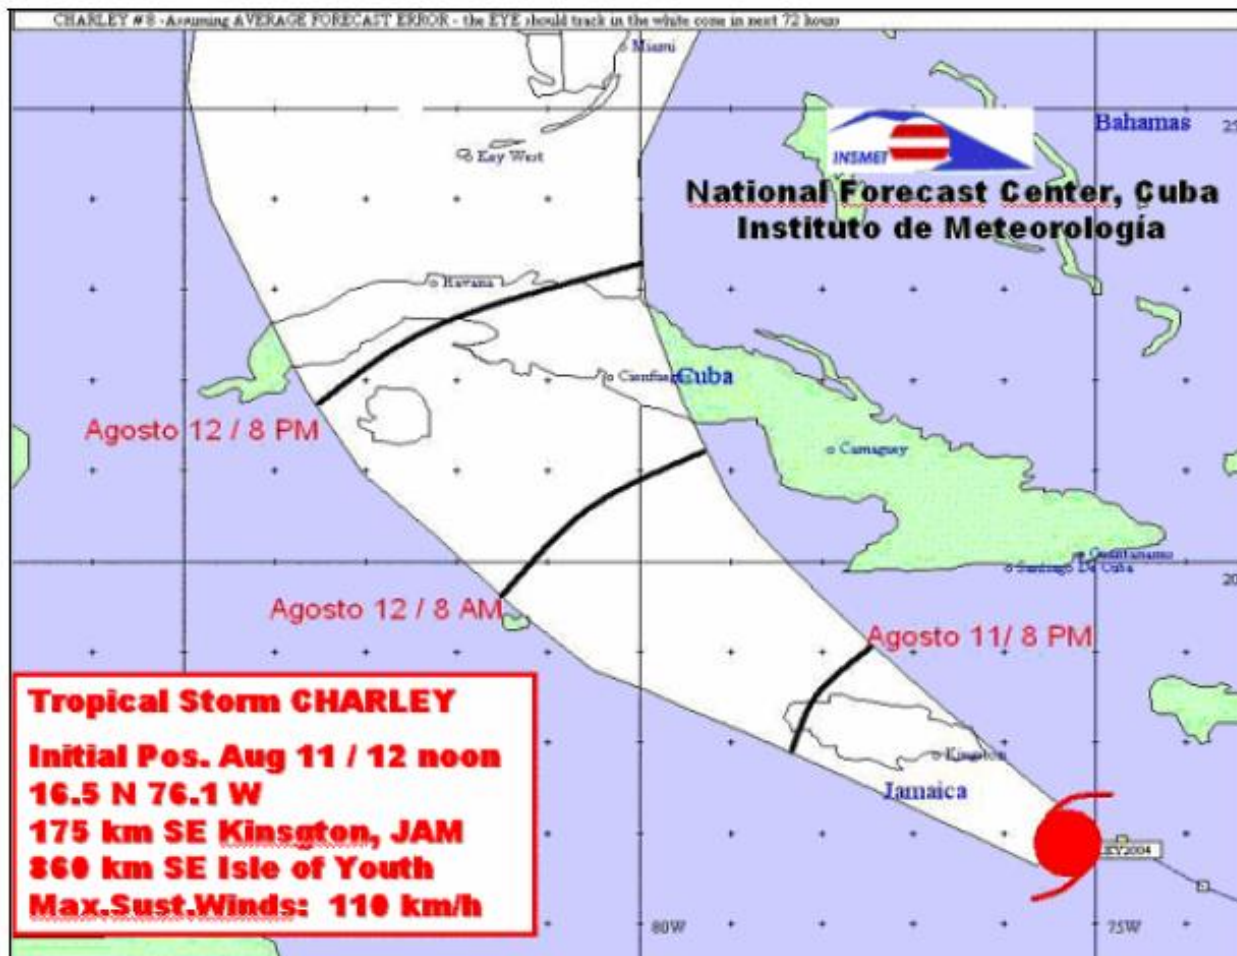 CHARLEY # 8 - Assuming AVERAGE FORECAST ERROR - the EYE should track in the white cone in next 72 hours
Miami
Bahamas
25
INSMET
Key West
National Forecast Center, Cuba
Instituto de Meteorología
Havana
Cienfueg
Cuba
Agosto 12 / 8 PM
Camaguey
Guantanamo
Santiago De Cuba
20
Agosto 12 / 8 AM
Agosto 11/ 8 PM
Tropical Storm CHARLEY
Initial Pos. Aug 11 / 12 noon
16.5 N 76.1 W
175 km SE Kinsgton, JAM
860 km SE Isle of Youth
Max.Sust.Winds: 110 km/h
Kingston
Jamaica
EY2004
80W
75W